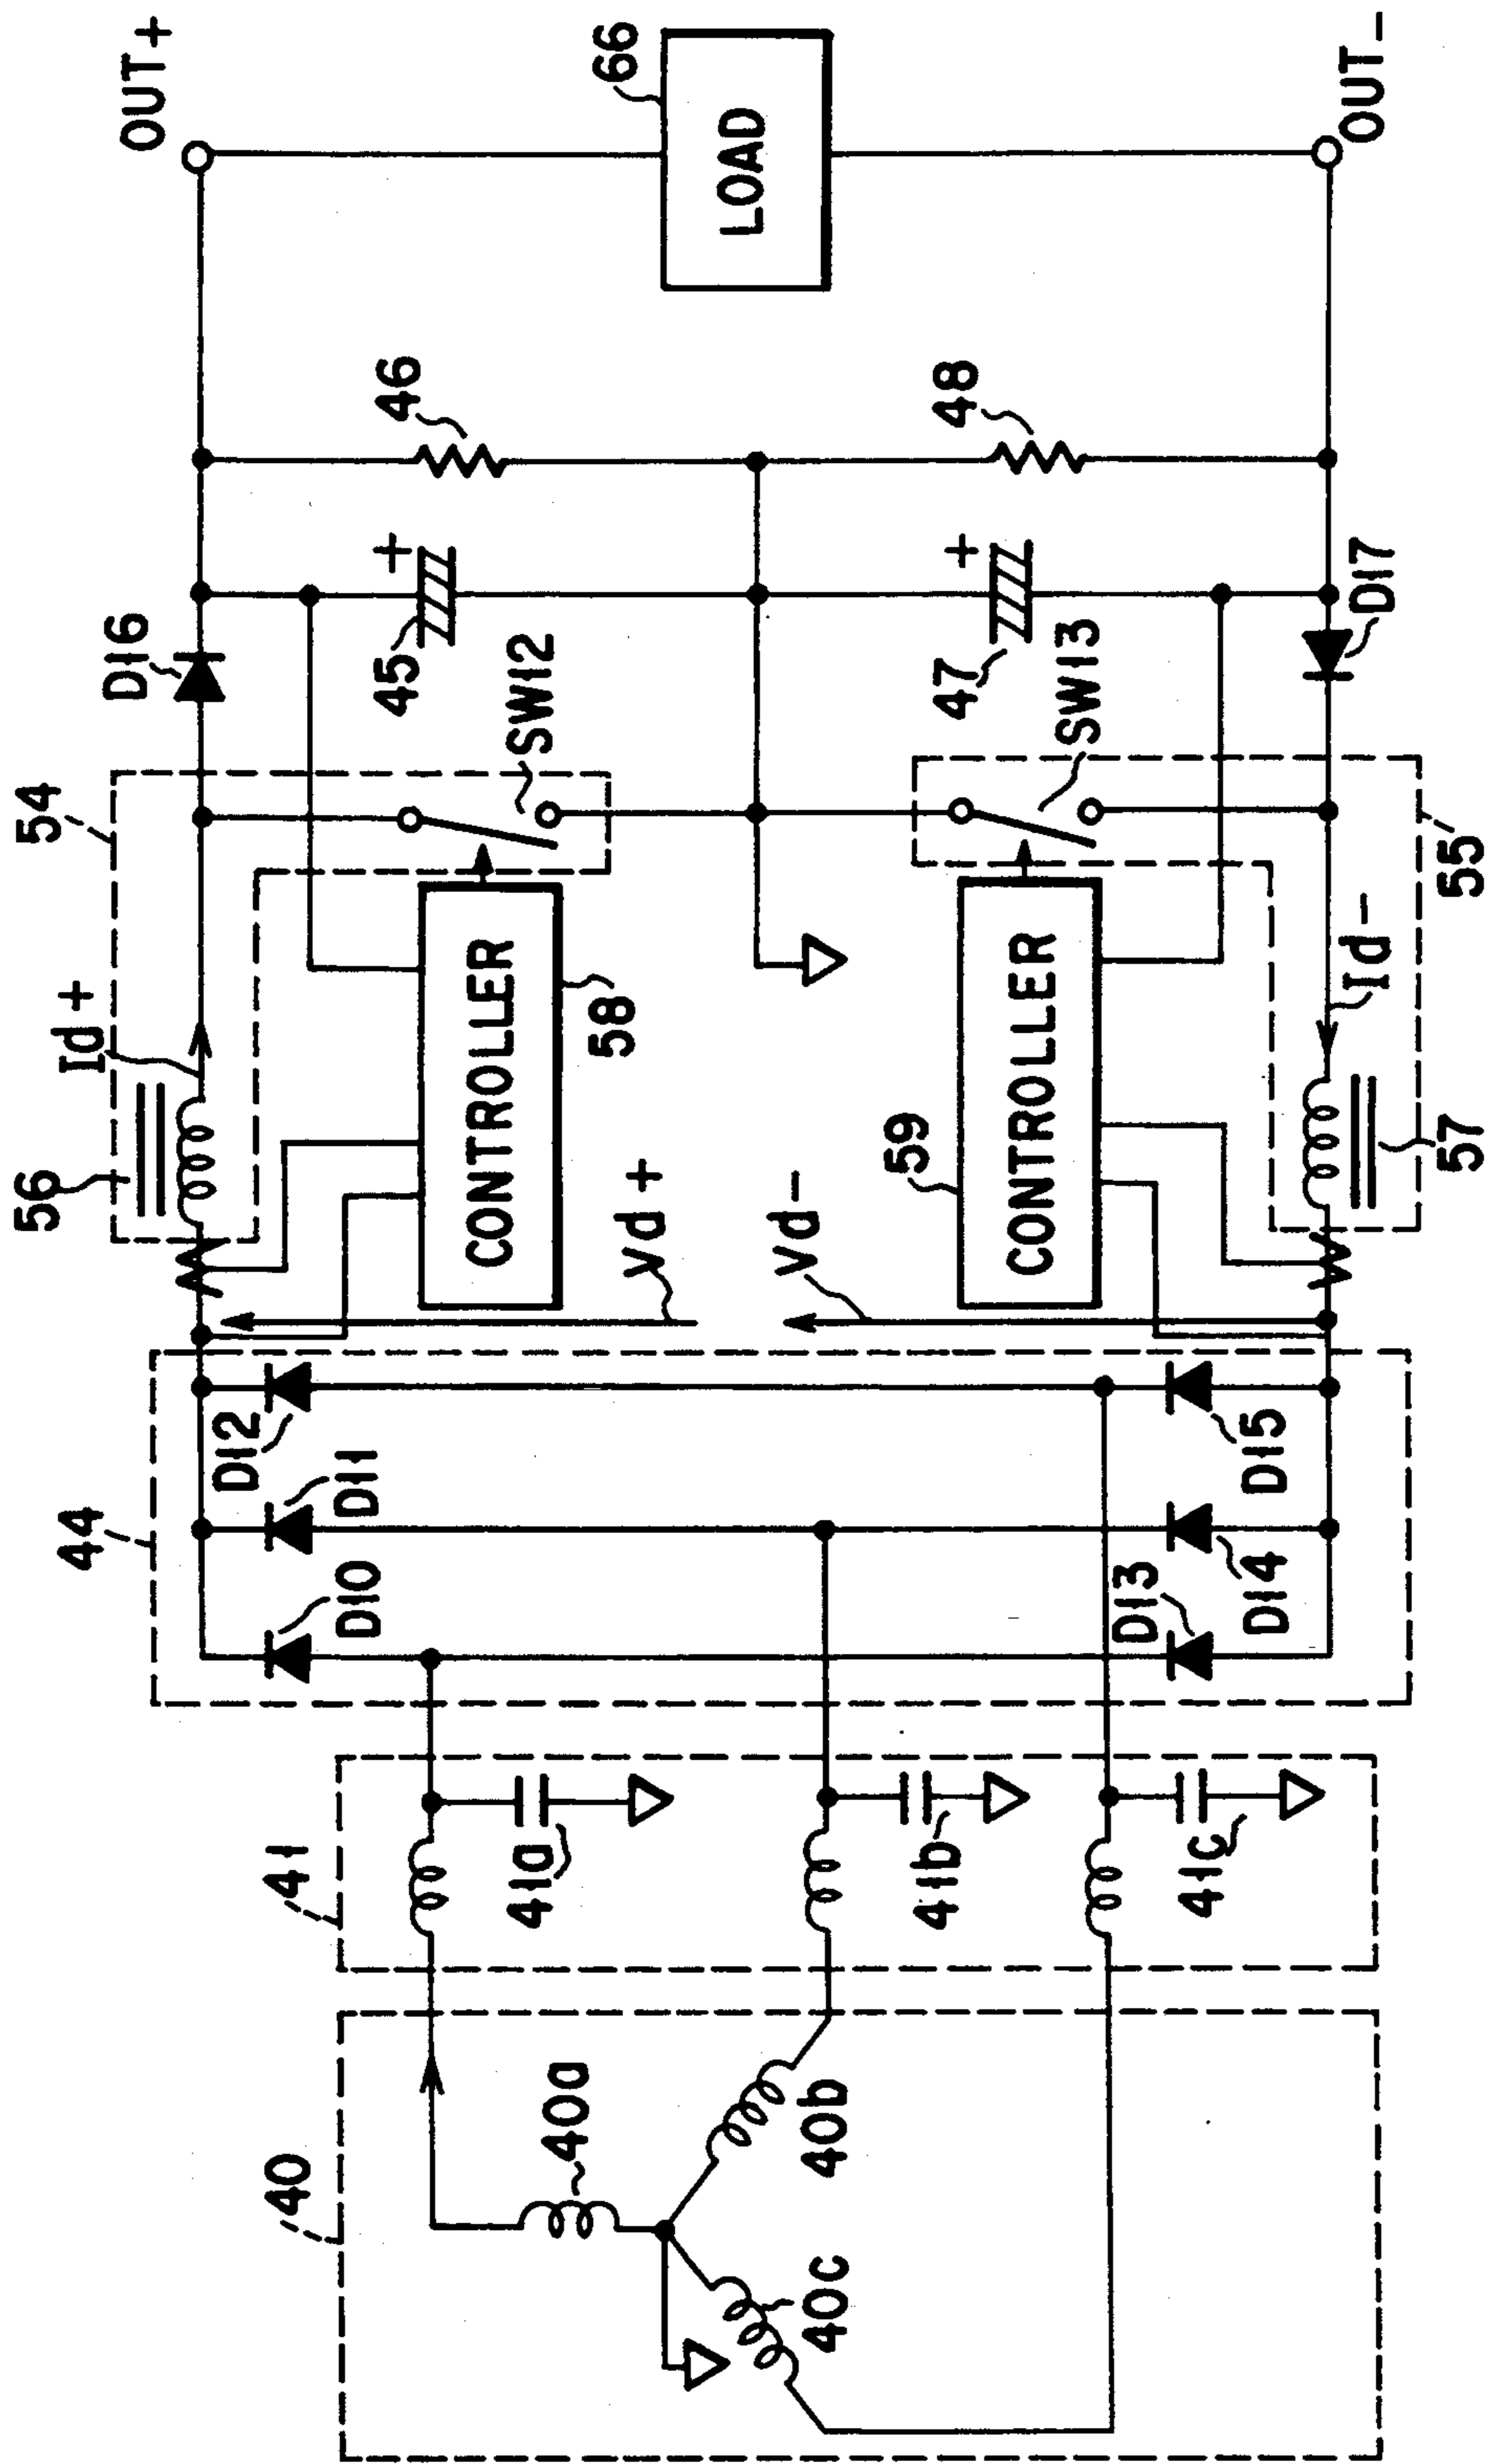 OUT+
66
LOAD
OUT-
46
48
D16
45
+
SW12
47
+
SW13
D17
54
55
Id+
CONTROLLER
58
59
CONTROLLER
Id-
56
57
Vd+
Vd-
44
D12
D11
D10
D13
D14
D15
41
41a
41b
41c
40
40a
40b
40c